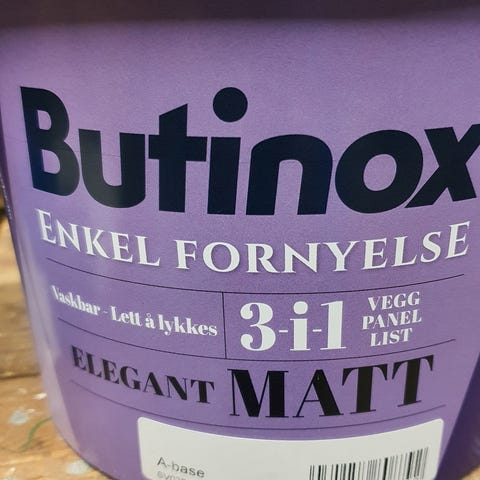 Butinox
ENKEL FORNYELSE
Vaskbar - Lett å lykkes
3-i-1
VEGG
PANEL
LIST
ELEGANT MATT
A-base